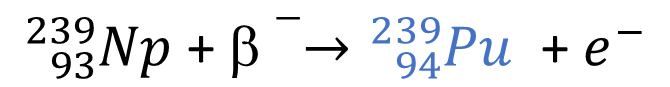 ²³⁹₉₃Np + β⁻ → ²³⁹₉₄Pu + e⁻